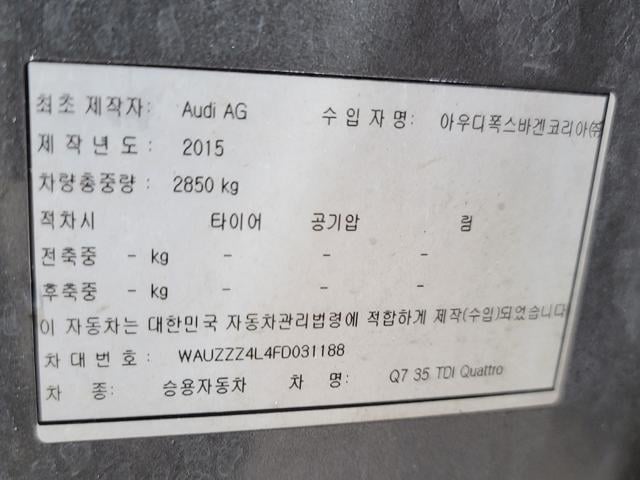 최초 제작자: Audi AG 수 입 자 명: 아우디폭스바겐코리아㈜
제 작 년 도 : 2015
차량총중량 : 2850 kg
적차시 타이어 공기압 림
전축중 - kg - - -
후축중 - kg - - -
이 자동차는 대한민국 자동차관리법령에 적합하게 제작(수입)되었습니다
차 대 번 호 : WAUZZZ4L4FD031188
차 종: 승용자동차 차 명: Q7 35 TDI Quattro